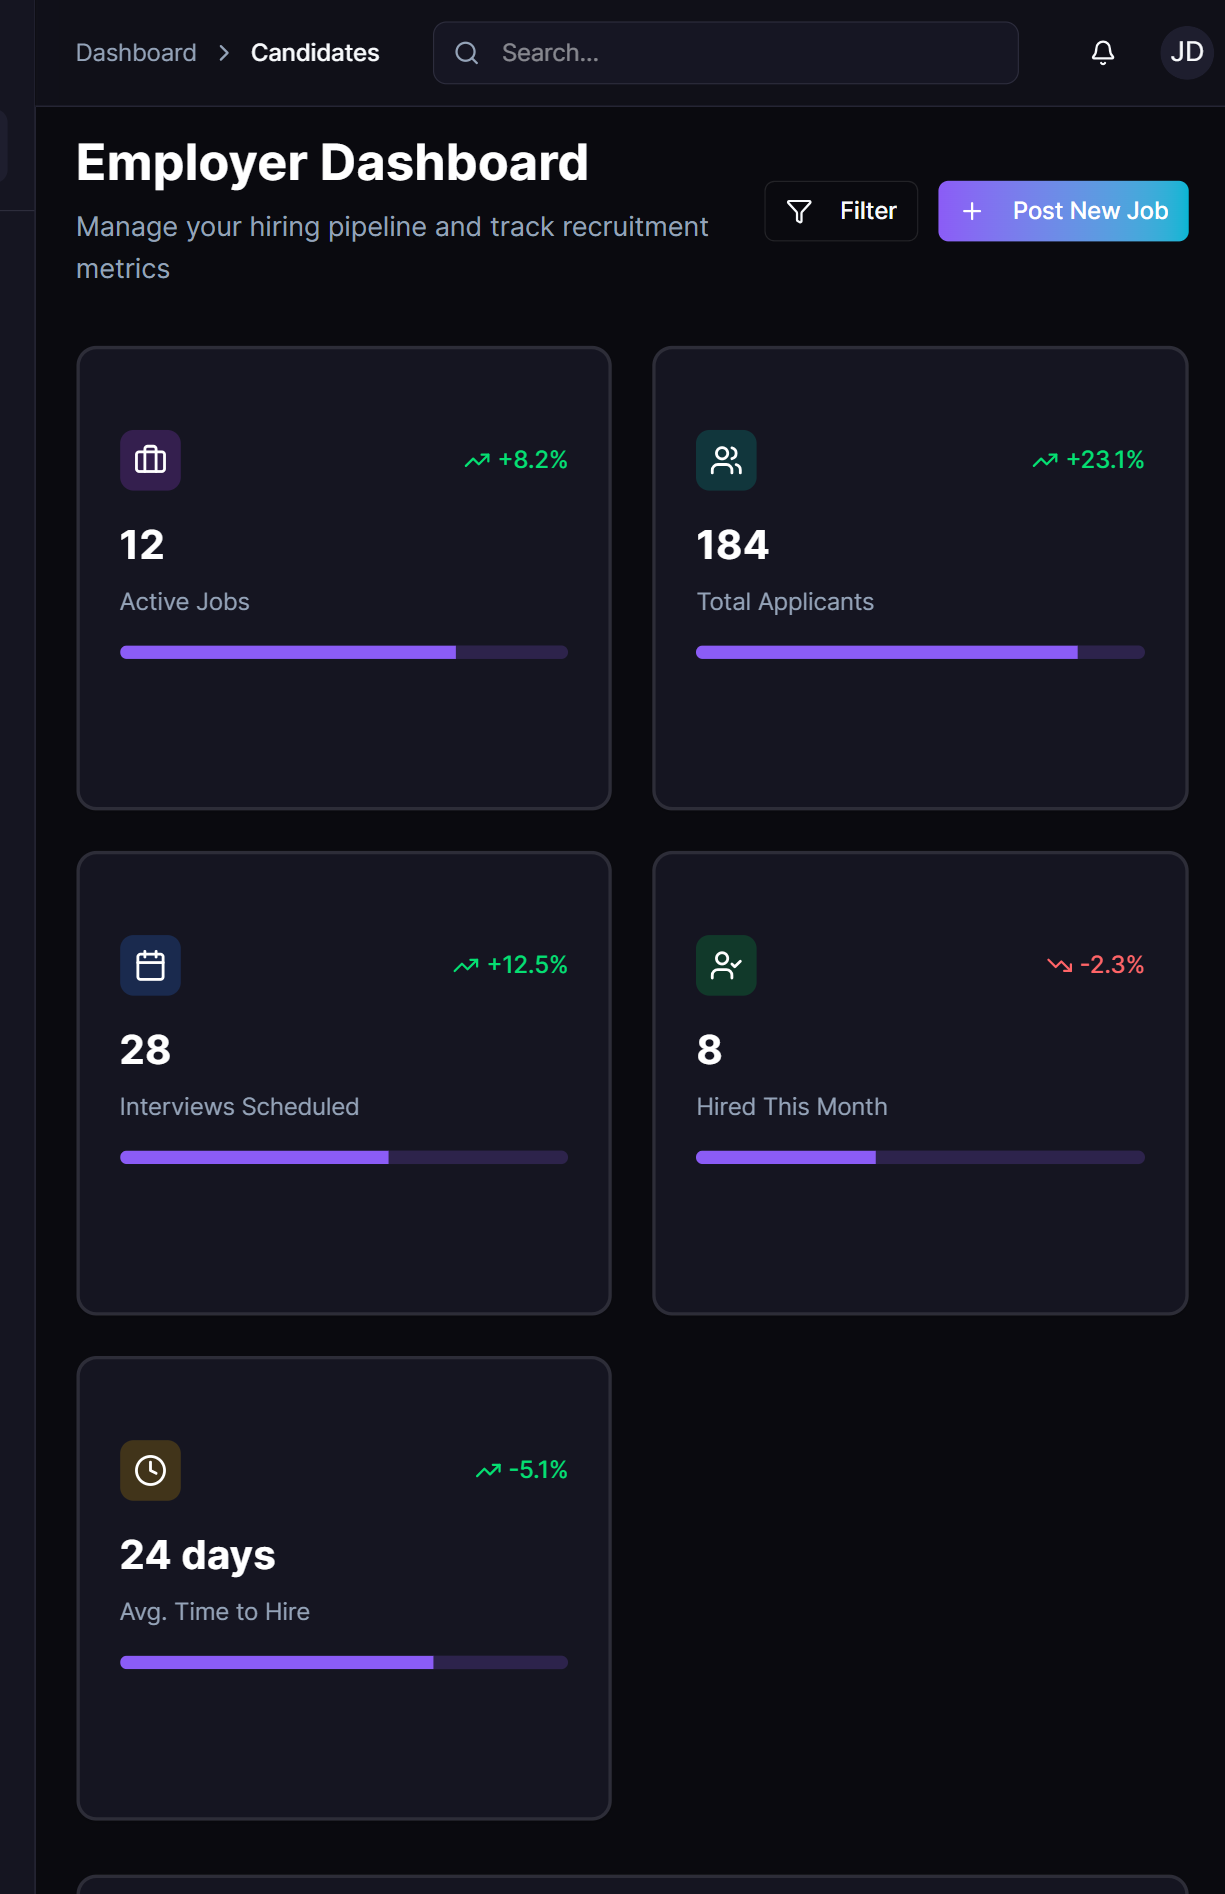 Dashboard > Candidates
Search...
JD
Employer Dashboard
Manage your hiring pipeline and track recruitment
metrics
Filter
+ Post New Job
+8.2%
12
Active Jobs
+23.1%
184
Total Applicants
+12.5%
28
Interviews Scheduled
-2.3%
8
Hired This Month
-5.1%
24 days
Avg. Time to Hire